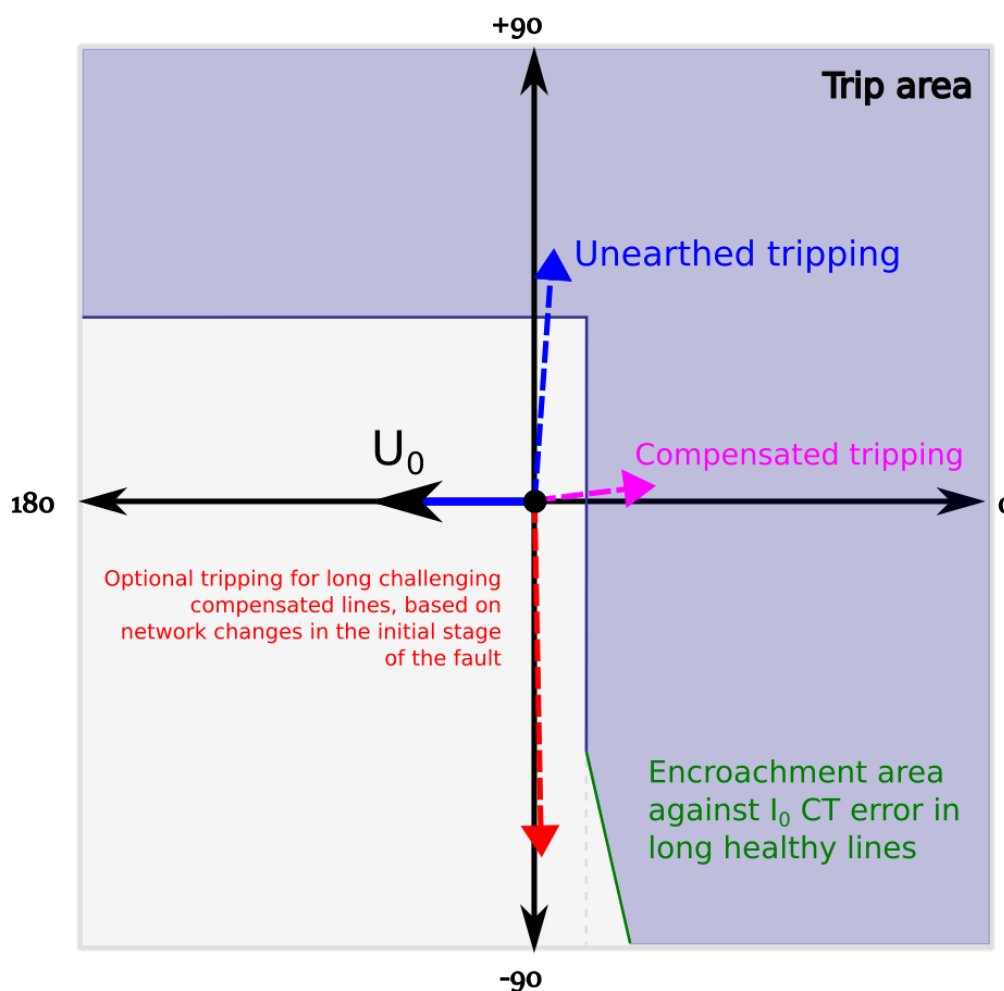 +90
Trip area
Unearthed tripping
U₀
Compensated tripping
180
0
Optional tripping for long challenging
compensated lines, based on
network changes in the initial stage
of the fault
Encroachment area
against I₀ CT error in
long healthy lines
-90